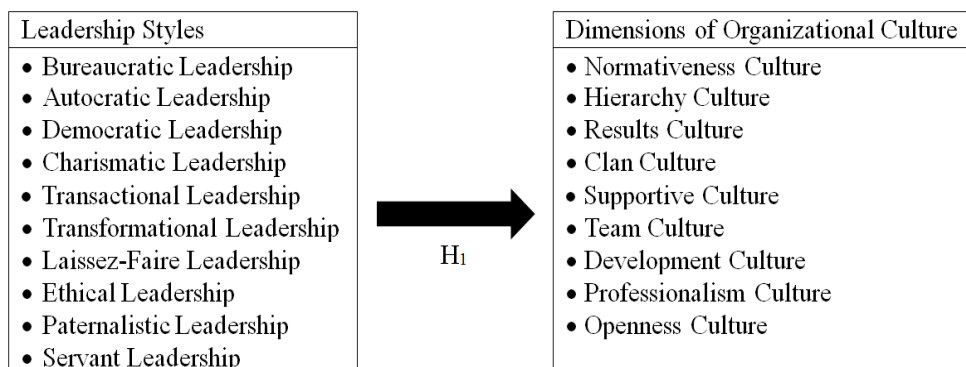 Leadership Styles
• Bureaucratic Leadership
• Autocratic Leadership
• Democratic Leadership
• Charismatic Leadership
• Transactional Leadership
• Transformational Leadership
• Laissez-Faire Leadership
• Ethical Leadership
• Paternalistic Leadership
• Servant Leadership
H₁
Dimensions of Organizational Culture
• Normativeness Culture
• Hierarchy Culture
• Results Culture
• Clan Culture
• Supportive Culture
• Team Culture
• Development Culture
• Professionalism Culture
• Openness Culture